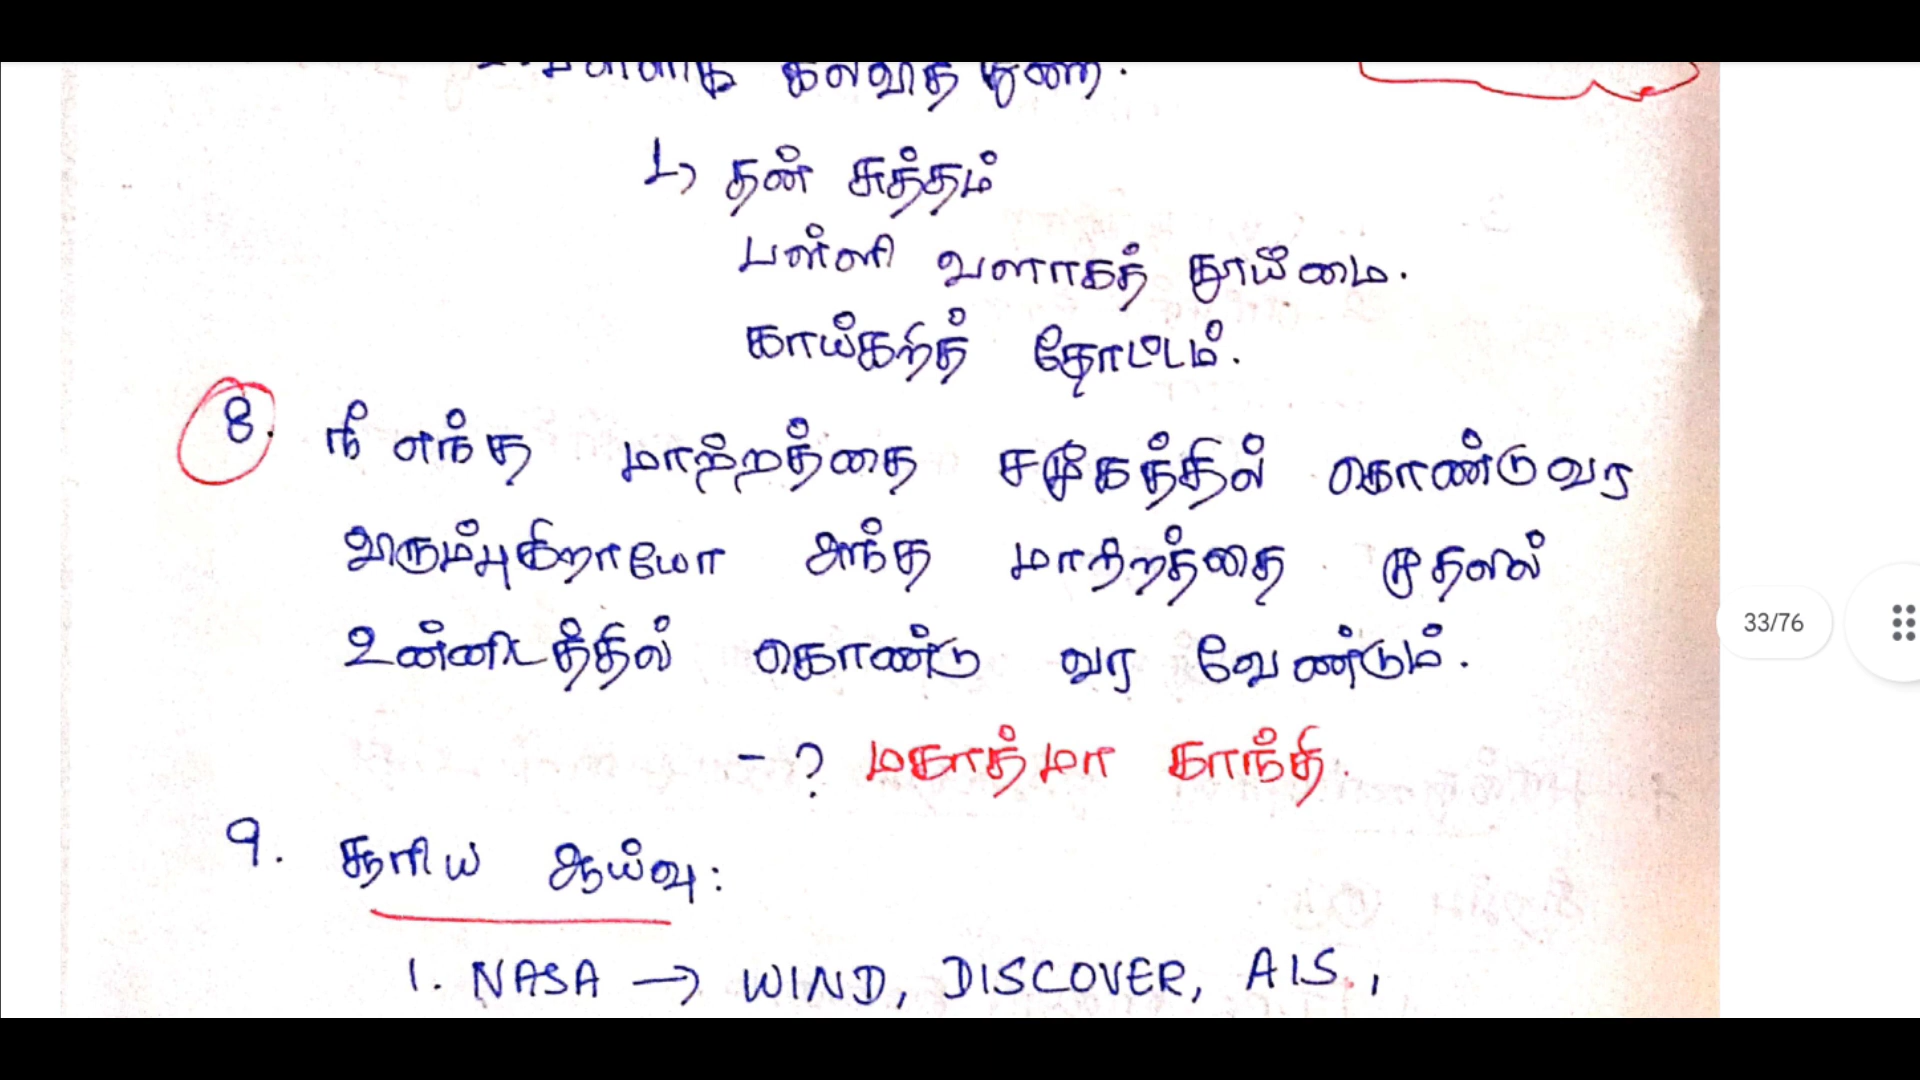 கல்வித் துணை.
↳ தன் சுத்தம்
பள்ளி வளாகத் தூய்மை.
காய்கறித் தோட்டம்.
8. நீ எந்த மாற்றத்தை சமூகத்தில் கொண்டுவர
விரும்புகிறாயோ அந்த மாற்றத்தை முதலில்
உன்னிடத்தில் கொண்டு வர வேண்டும்.
- ? மகாத்மா காந்தி.
33/76
9. சூரிய ஆய்வு:
1. NASA → WIND, DISCOVER, AIS,